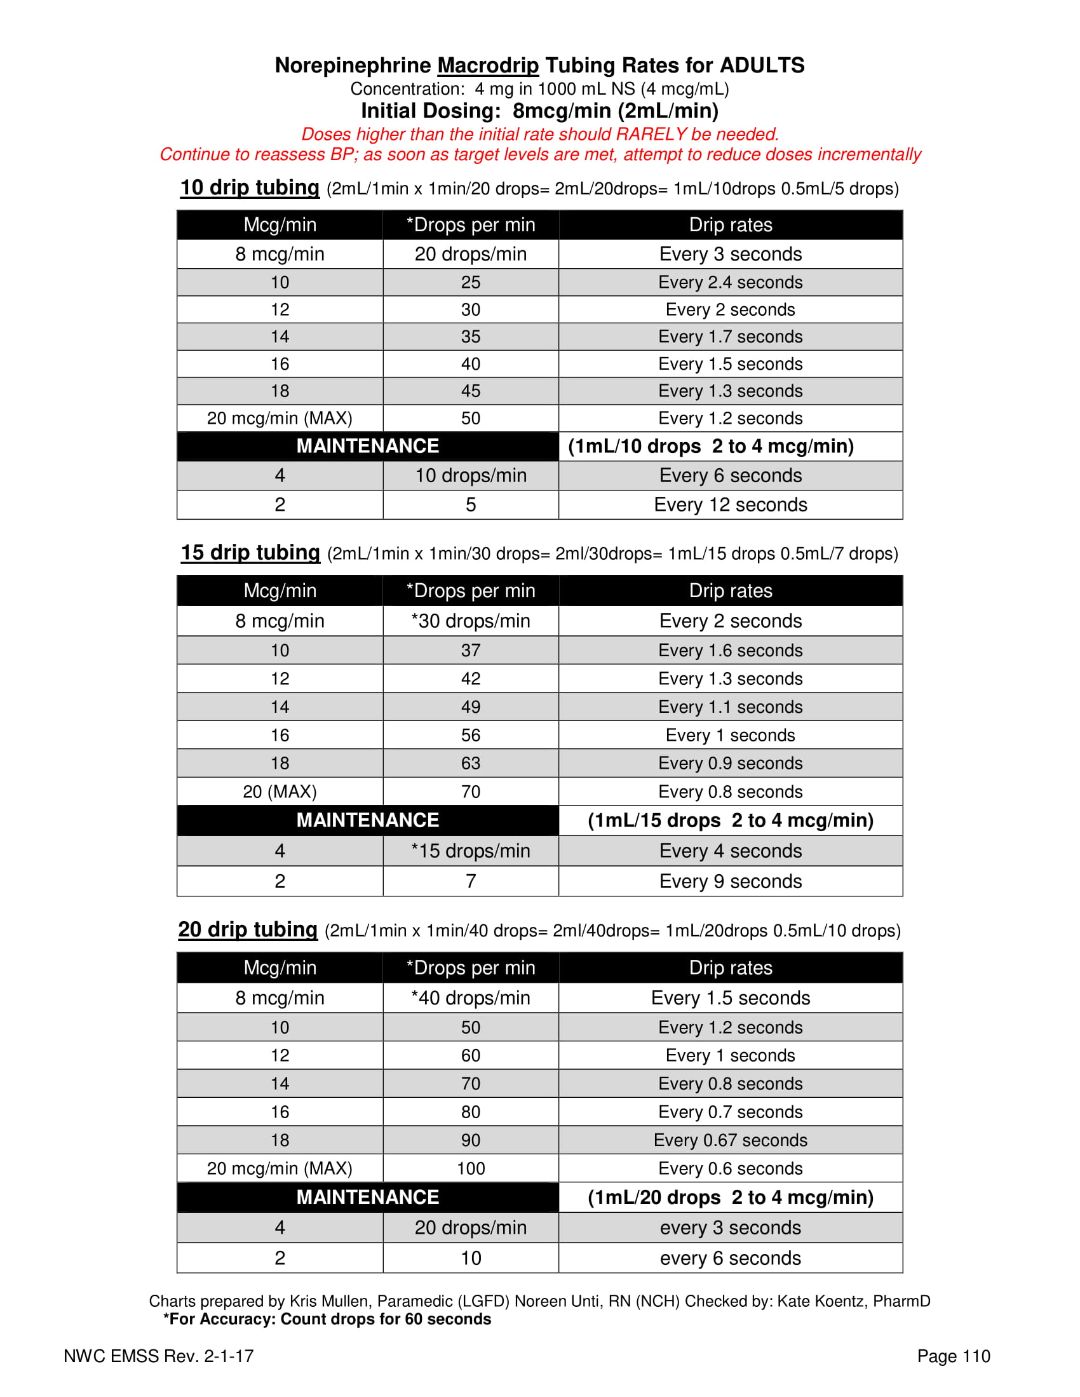 Norepinephrine Macrodrip Tubing Rates for ADULTS
Concentration: 4 mg in 1000 mL NS (4 mcg/mL)
Initial Dosing: 8mcg/min (2mL/min)
Doses higher than the initial rate should RARELY be needed.
Continue to reassess BP; as soon as target levels are met, attempt to reduce doses incrementally
10 drip tubing (2mL/1min x 1min/20 drops= 2mL/20drops= 1mL/10drops 0.5mL/5 drops)
Mcg/min *Drops per min Drip rates
8 mcg/min 20 drops/min Every 3 seconds
10 25 Every 2.4 seconds
12 30 Every 2 seconds
14 35 Every 1.7 seconds
16 40 Every 1.5 seconds
18 45 Every 1.3 seconds
20 mcg/min (MAX) 50 Every 1.2 seconds
MAINTENANCE (1mL/10 drops 2 to 4 mcg/min)
4 10 drops/min Every 6 seconds
2 5 Every 12 seconds
15 drip tubing (2mL/1min x 1min/30 drops= 2ml/30drops= 1mL/15 drops 0.5mL/7 drops)
Mcg/min *Drops per min Drip rates
8 mcg/min *30 drops/min Every 2 seconds
10 37 Every 1.6 seconds
12 42 Every 1.3 seconds
14 49 Every 1.1 seconds
16 56 Every 1 seconds
18 63 Every 0.9 seconds
20 (MAX) 70 Every 0.8 seconds
MAINTENANCE (1mL/15 drops 2 to 4 mcg/min)
4 *15 drops/min Every 4 seconds
2 7 Every 9 seconds
20 drip tubing (2mL/1min x 1min/40 drops= 2ml/40drops= 1mL/20drops 0.5mL/10 drops)
Mcg/min *Drops per min Drip rates
8 mcg/min *40 drops/min Every 1.5 seconds
10 50 Every 1.2 seconds
12 60 Every 1 seconds
14 70 Every 0.8 seconds
16 80 Every 0.7 seconds
18 90 Every 0.67 seconds
20 mcg/min (MAX) 100 Every 0.6 seconds
MAINTENANCE (1mL/20 drops 2 to 4 mcg/min)
4 20 drops/min every 3 seconds
2 10 every 6 seconds
Charts prepared by Kris Mullen, Paramedic (LGFD) Noreen Unti, RN (NCH) Checked by: Kate Koentz, PharmD
*For Accuracy: Count drops for 60 seconds
NWC EMSS Rev. 2-1-17 Page 110